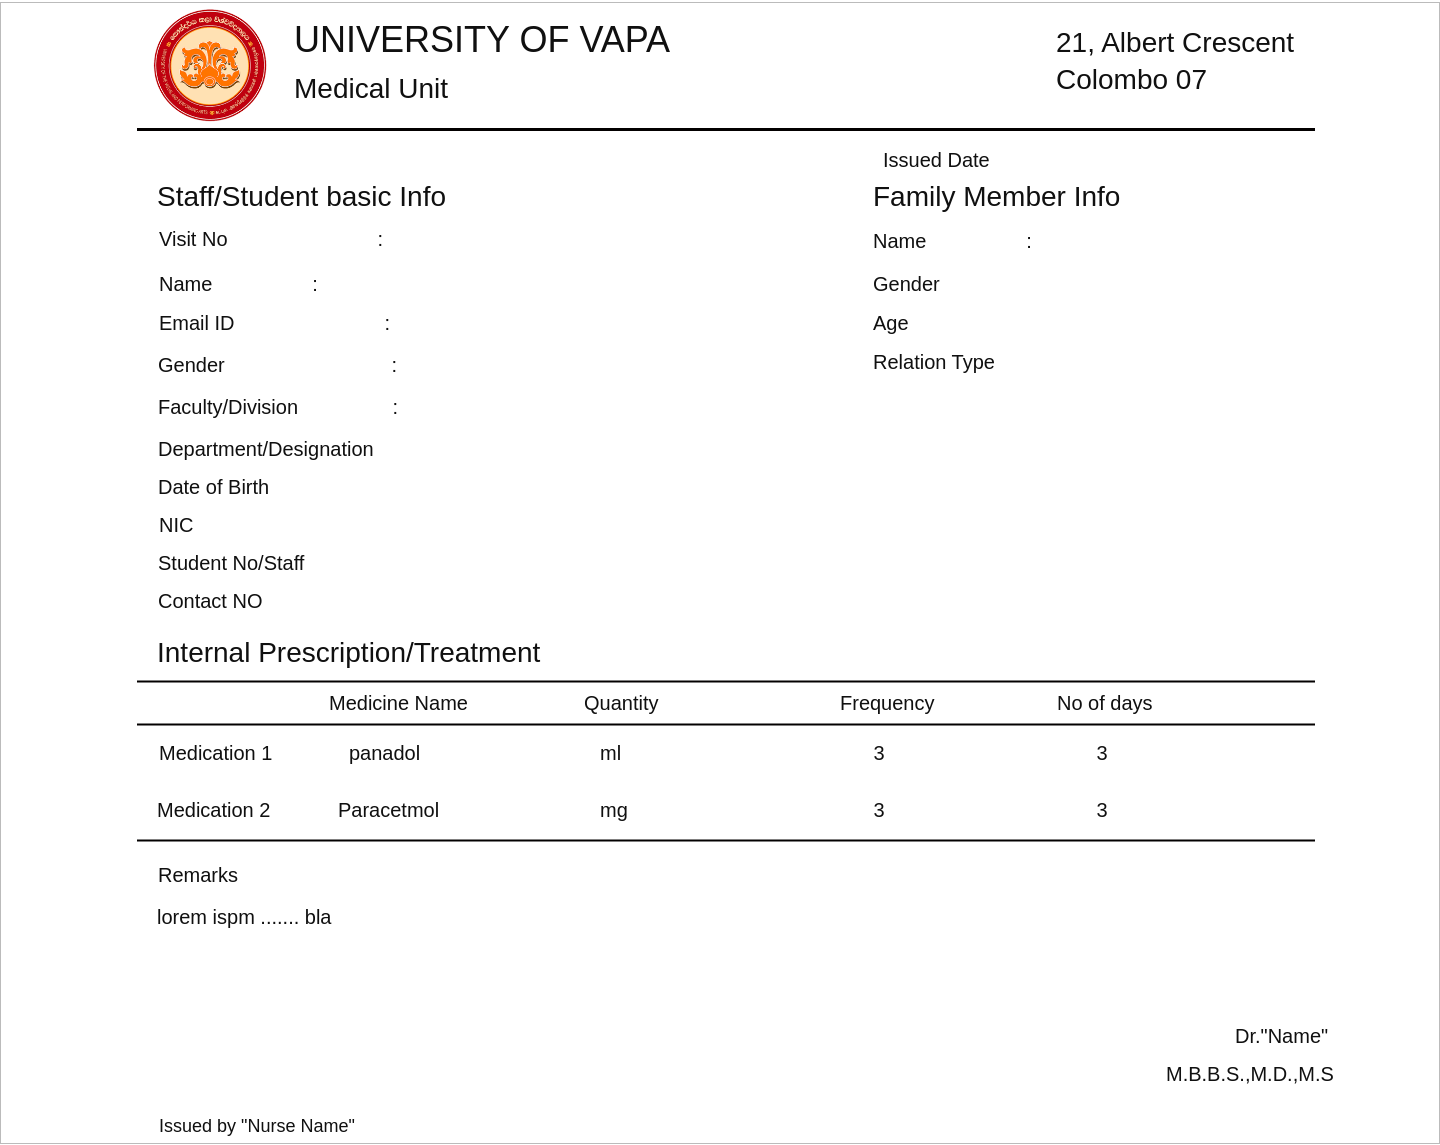 UNIVERSITY OF VAPA
Medical Unit
21, Albert Crescent
Colombo 07
Issued Date
Staff/Student basic Info
Visit No :
Name :
Email ID :
Gender :
Faculty/Division :
Department/Designation
Date of Birth
NIC
Student No/Staff
Contact NO
Family Member Info
Name :
Gender
Age
Relation Type
Internal Prescription/Treatment
Medicine Name Quantity Frequency No of days
Medication 1 panadol ml 3 3
Medication 2 Paracetmol mg 3 3
Remarks
lorem ispm ....... bla
Dr."Name"
M.B.B.S.,M.D.,M.S
Issued by "Nurse Name"